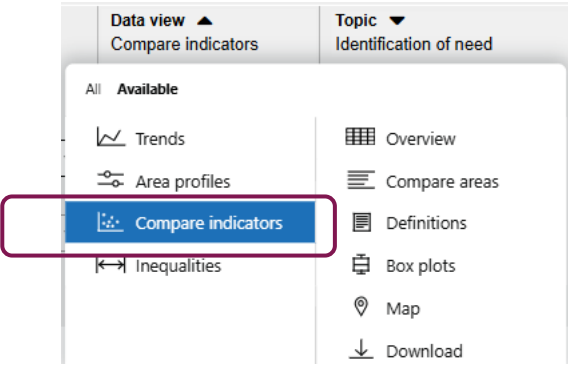 Data view ▲
Compare indicators
Topic ▼
Identification of need
All Available
Trends
Area profiles
Compare indicators
Inequalities
Overview
Compare areas
Definitions
Box plots
Map
Download